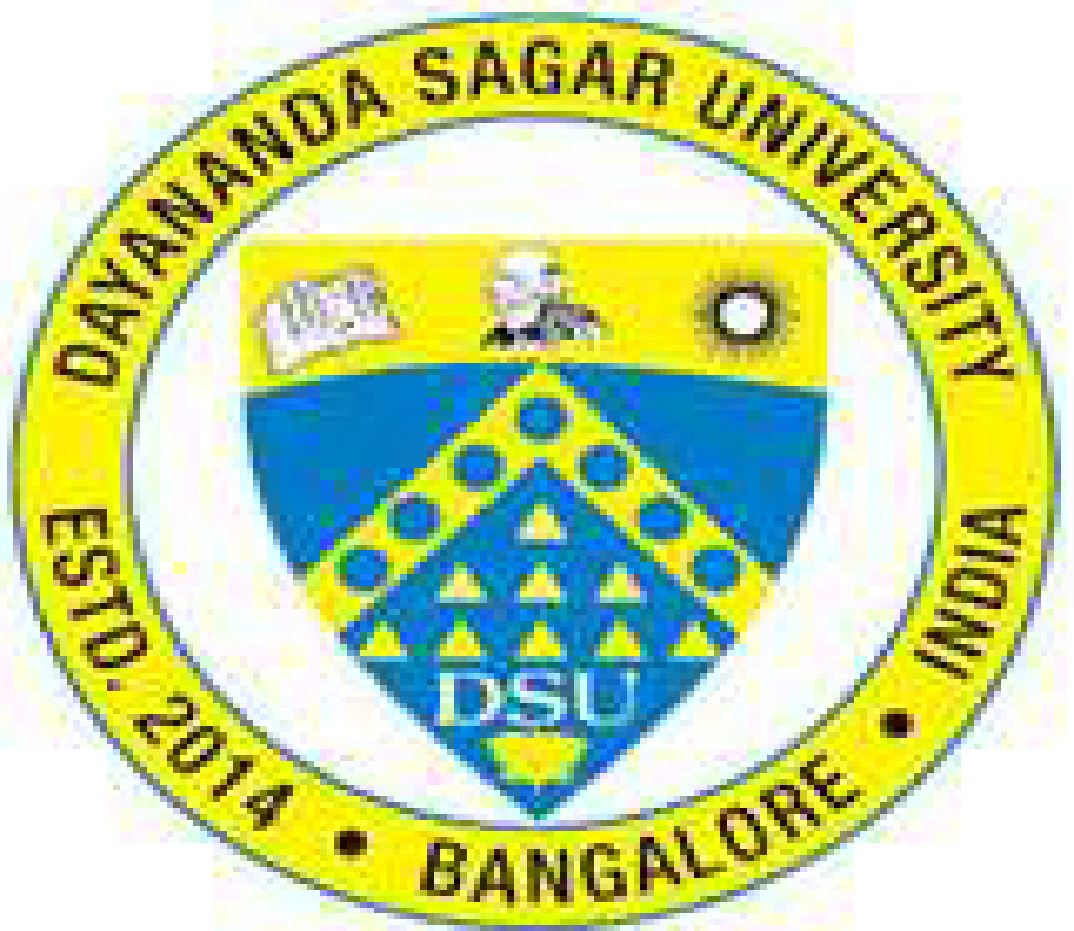 DAYANANDA SAGAR UNIVERSITY
ESTD. 2014 • BANGALORE • INDIA
DSU